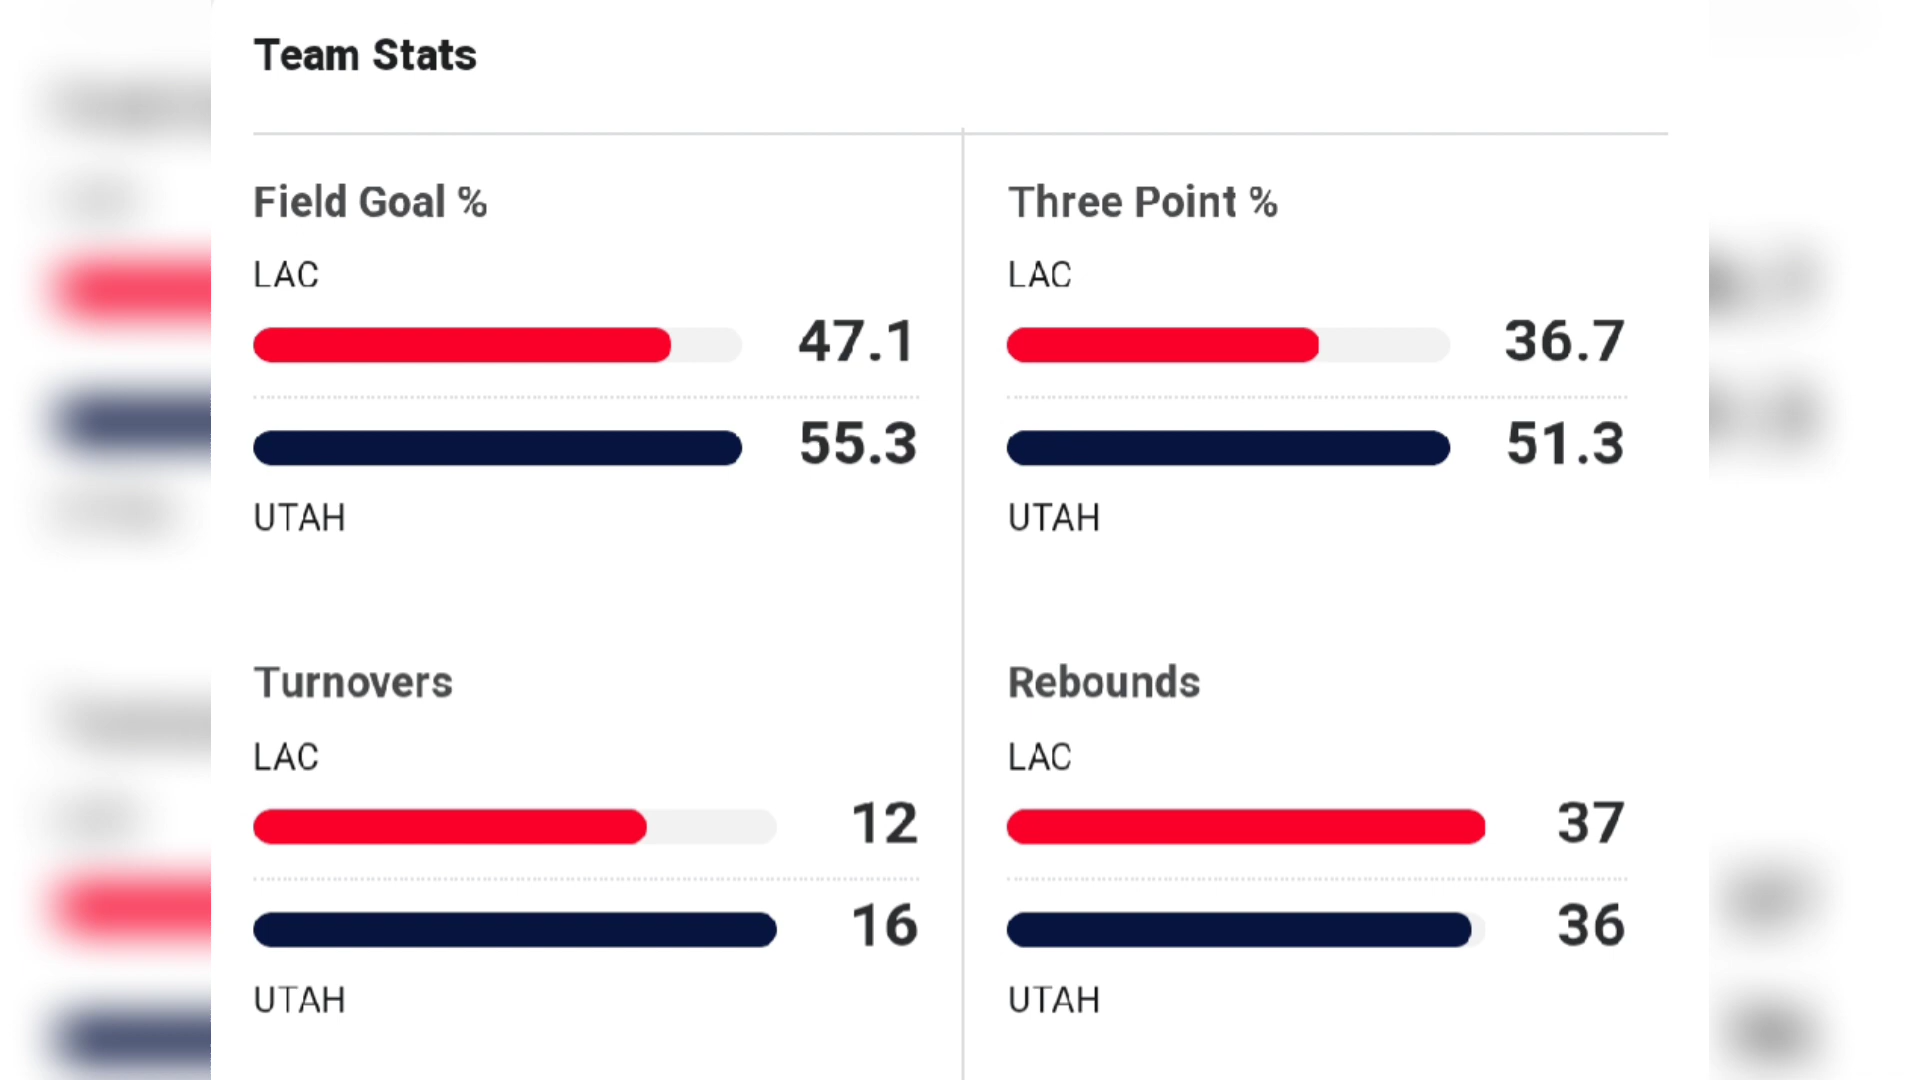 Team Stats
Field Goal %
LAC
47.1
55.3
UTAH
Three Point %
LAC
36.7
51.3
UTAH
Turnovers
LAC
12
16
UTAH
Rebounds
LAC
37
36
UTAH